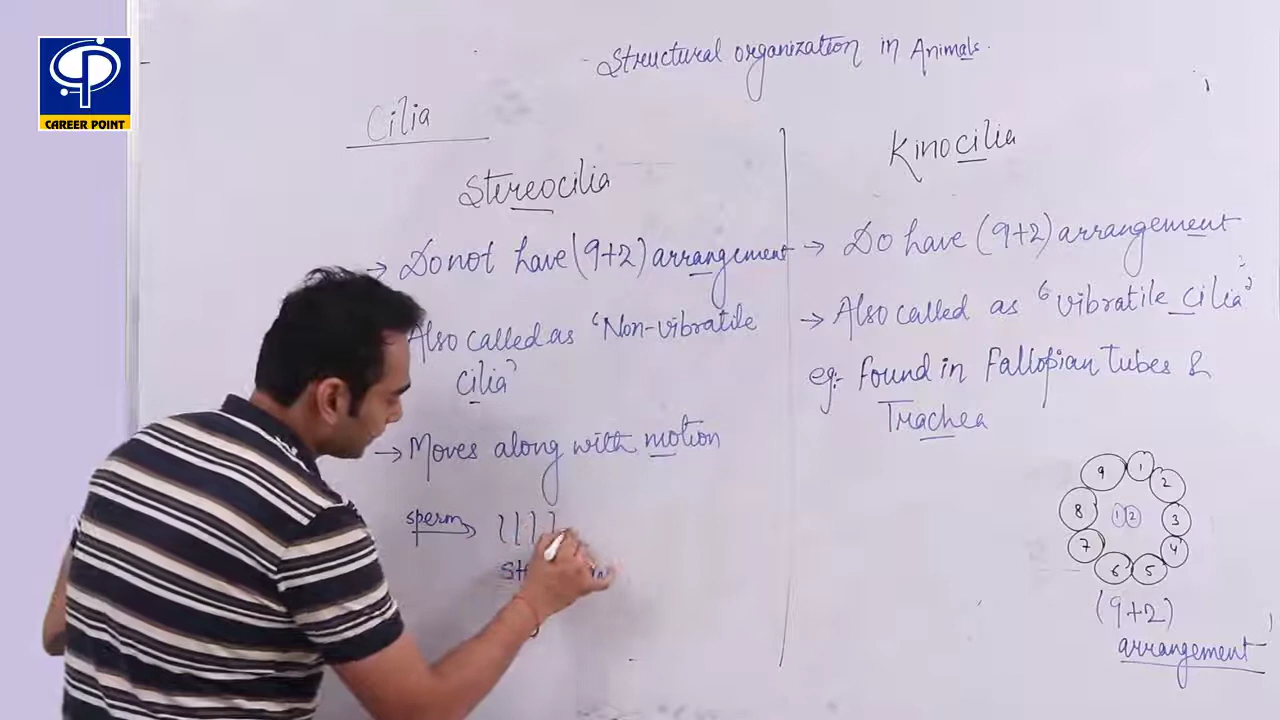 CAREER POINT
Structural organization in Animals.
Cilia
Stereocilia
→ Do not have (9+2) arrangement
Also called as ‘Non-vibratile
cilia’
→ Moves along with motion
sperm
Kinocilia
→ Do have (9+2) arrangement
→ Also called as ‘vibratile cilia’
eg:- found in Fallopian tubes &
Trachea
9 1
2
8 1 2 3
7 4
6 5
(9+2)
arrangement